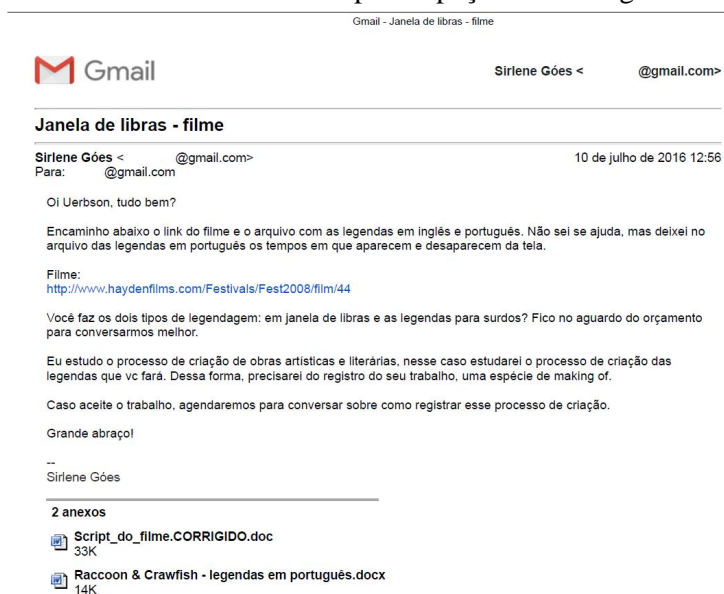 Gmail - Janela de libras - filme
Gmail
Sirlene Góes < @gmail.com>
Janela de libras - filme
Sirlene Góes < @gmail.com>
10 de julho de 2016 12:56
Para: @gmail.com
Oi Uerbson, tudo bem?
Encaminho abaixo o link do filme e o arquivo com as legendas em inglês e português. Não sei se ajuda, mas deixei no
arquivo das legendas em português os tempos em que aparecem e desaparecem da tela.
Filme:
http://www.haydenfilms.com/Festivals/Fest2008/film/44
Você faz os dois tipos de legendagem: em janela de libras e as legendas para surdos? Fico no aguardo do orçamento
para conversarmos melhor.
Eu estudo o processo de criação de obras artísticas e literárias, nesse caso estudarei o processo de criação das
legendas que vc fará. Dessa forma, precisarei do registro do seu trabalho, uma espécie de making of.
Caso aceite o trabalho, agendaremos para conversar sobre como registrar esse processo de criação.
Grande abraço!
--
Sirlene Góes
2 anexos
Script_do_filme.CORRIGIDO.doc
33K
Raccoon & Crawfish - legendas em português.docx
14K